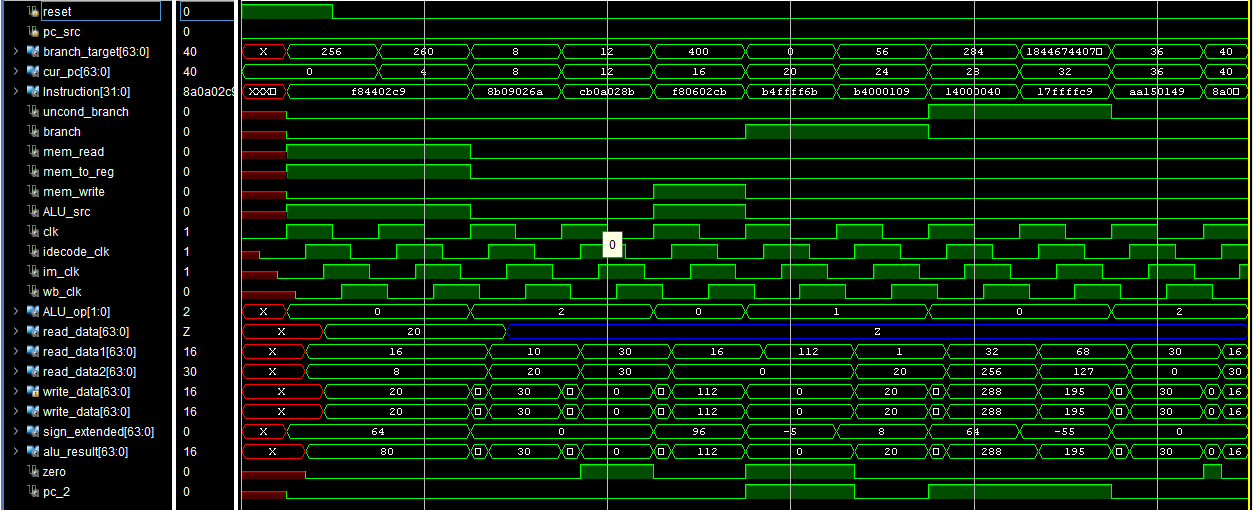 reset 0
pc_src 0
branch_target[63:0] 40 X 256 260 8 12 400 0 56 284 1844674407 36 40
cur_pc[63:0] 40 0 4 8 12 16 20 24 28 32 36 40
Instruction[31:0] 8a0a02c9 XXX f84402c9 8b09026a cb0a028b f80602cb b4ffff6b b4000109 14000040 17ffffc9 aa150149 8a0
uncond_branch 0
branch 0
mem_read 0
mem_to_reg 0
mem_write 0
ALU_src 0
clk 1
idecode_clk 1 0
im_clk 1
wb_clk 0
ALU_op[1:0] 2 X 0 2 0 1 0 2
read_data[63:0] Z X 20 Z
read_data1[63:0] 16 X 16 10 30 16 112 1 32 68 30 16
read_data2[63:0] 30 X 8 20 30 0 20 256 127 0 30
write_data[63:0] 16 X 20 30 0 112 0 20 288 195 30 0 16
write_data[63:0] 16 X 20 30 0 112 0 20 288 195 30 0 16
sign_extended[63:0] 0 X 64 0 96 -5 8 64 -55 0
alu_result[63:0] 16 X 80 30 0 112 0 20 288 195 30 0 16
zero 0
pc_2 0